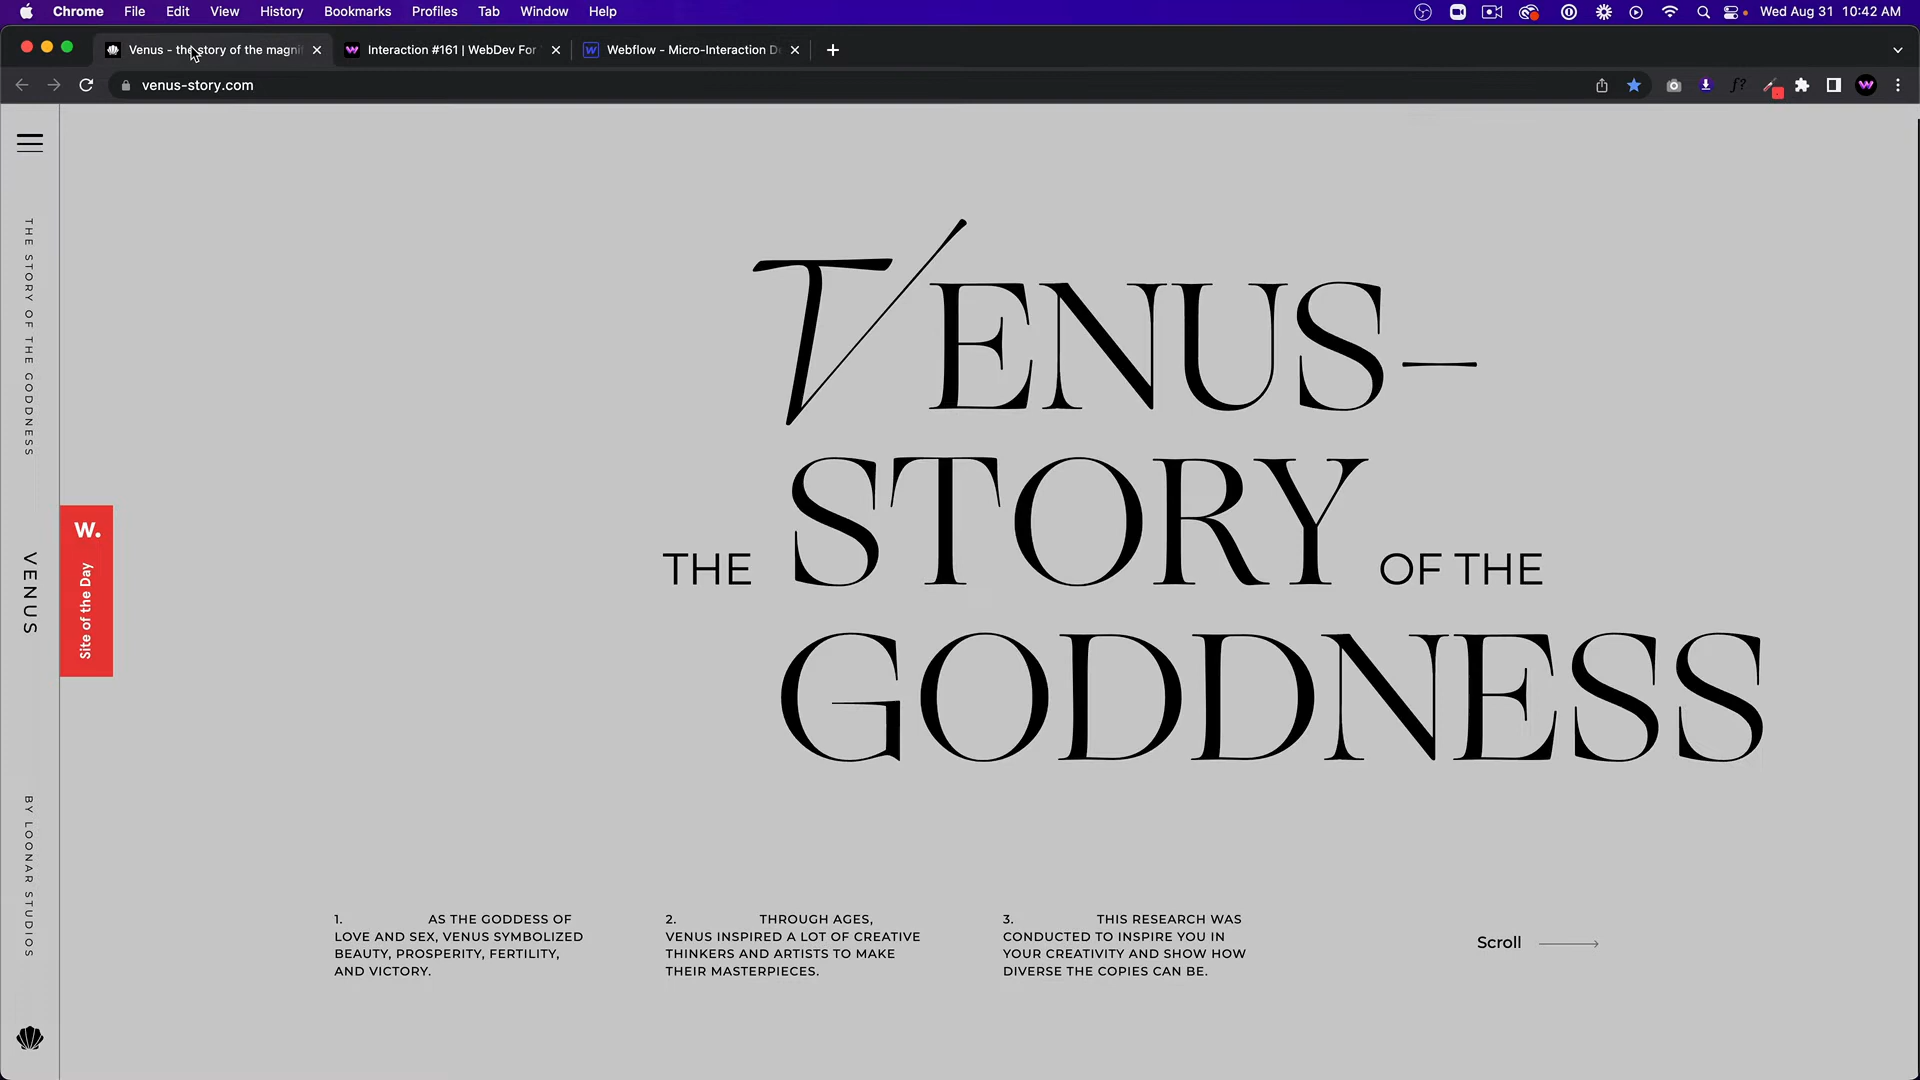 Chrome File Edit View History Bookmarks Profiles Tab Window Help Wed Aug 31 10:42 AM
Venus - the story of the magni Interaction #161 | WebDev For Webflow - Micro-Interaction D
venus-story.com
THE STORY OF THE GODDNESS
VENUS
BY LOONAR STUDIOS
W.
Site of the Day
VENUS–
THE STORY OF THE
GODDNESS
1. AS THE GODDESS OF
LOVE AND SEX, VENUS SYMBOLIZED
BEAUTY, PROSPERITY, FERTILITY,
AND VICTORY.
2. THROUGH AGES,
VENUS INSPIRED A LOT OF CREATIVE
THINKERS AND ARTISTS TO MAKE
THEIR MASTERPIECES.
3. THIS RESEARCH WAS
CONDUCTED TO INSPIRE YOU IN
YOUR CREATIVITY AND SHOW HOW
DIVERSE THE COPIES CAN BE.
Scroll